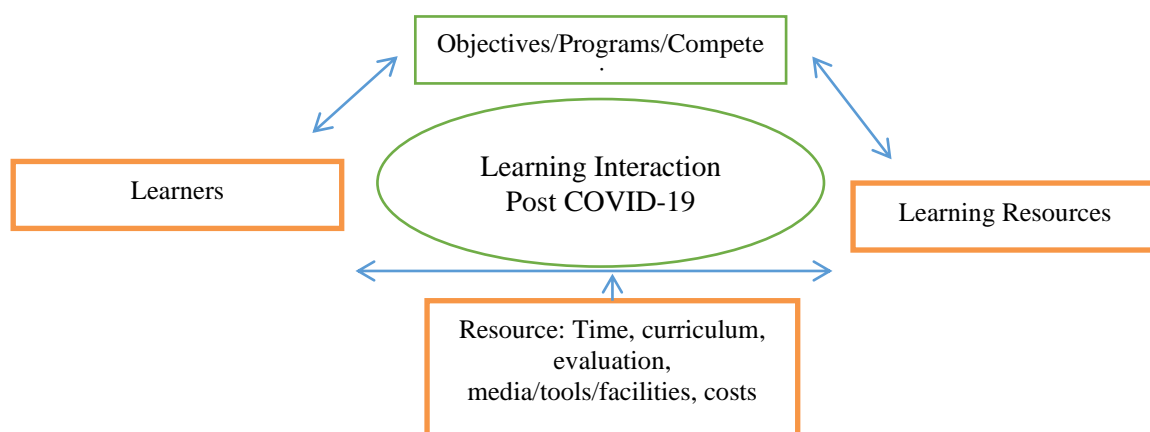 Objectives/Programs/Compete
Learning Interaction
Post COVID-19
Learners
Learning Resources
Resource: Time, curriculum,
evaluation,
media/tools/facilities, costs